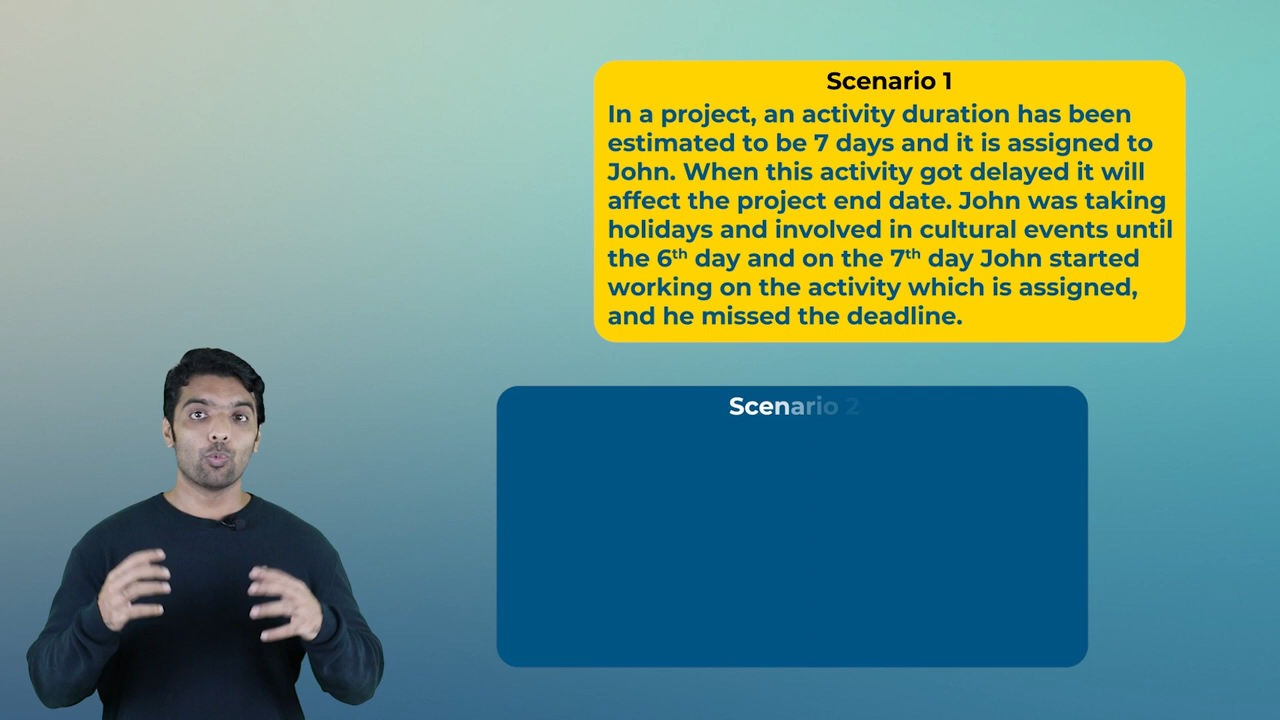 Scenario 1
In a project, an activity duration has been
estimated to be 7 days and it is assigned to
John. When this activity got delayed it will
affect the project end date. John was taking
holidays and involved in cultural events until
the 6th day and on the 7th day John started
working on the activity which is assigned,
and he missed the deadline.
Scenario 2